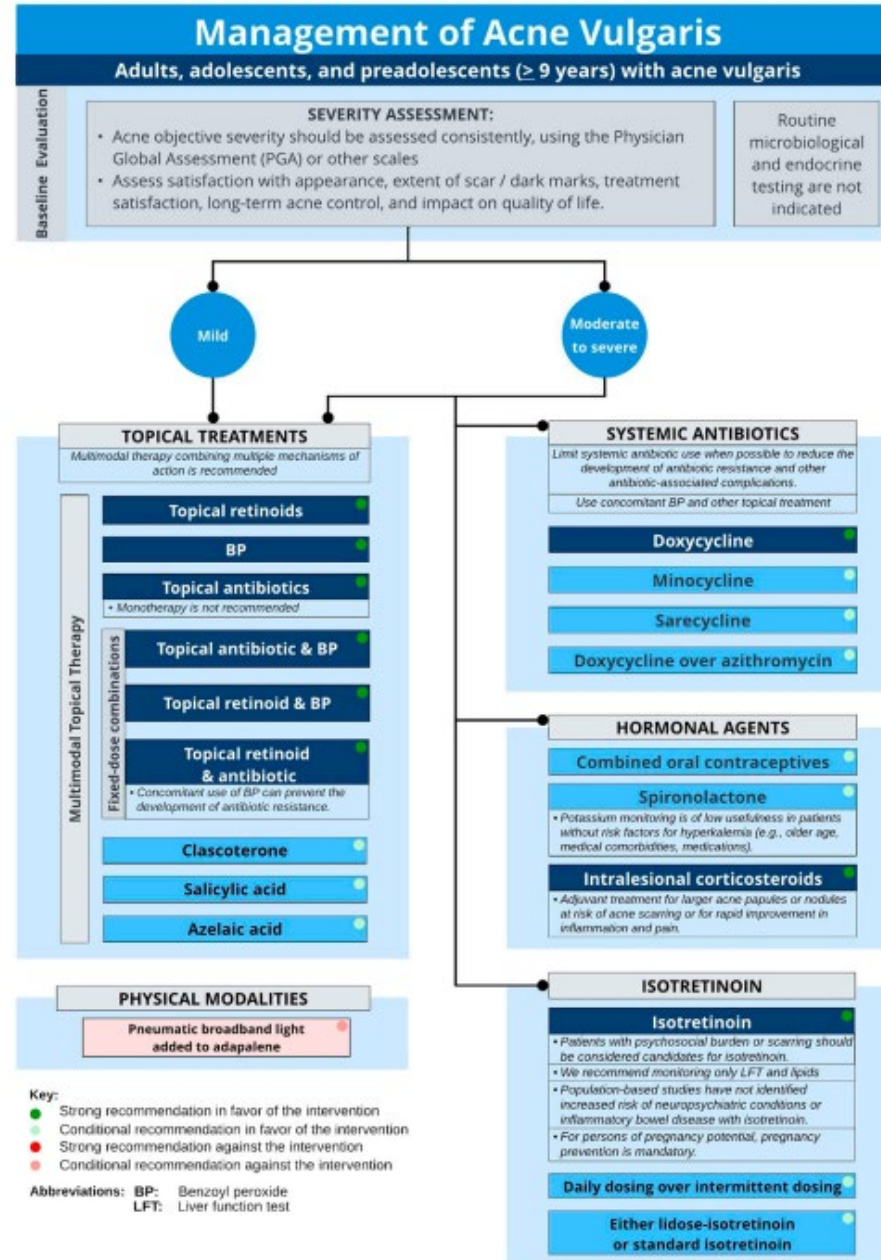 Management of Acne Vulgaris
Adults, adolescents, and preadolescents (≥ 9 years) with acne vulgaris
Baseline Evaluation
SEVERITY ASSESSMENT:
• Acne objective severity should be assessed consistently, using the Physician
Global Assessment (PGA) or other scales
• Assess satisfaction with appearance, extent of scar / dark marks, treatment
satisfaction, long-term acne control, and impact on quality of life.
Routine
microbiological
and endocrine
testing are not
indicated
Mild
Moderate
to severe
TOPICAL TREATMENTS
Multimodal therapy combining multiple mechanisms of
action is recommended
Multimodal Topical Therapy
Topical retinoids
BP
Topical antibiotics
• Monotherapy is not recommended
Fixed-dose combinations
Topical antibiotic & BP
Topical retinoid & BP
Topical retinoid
& antibiotic
• Concomitant use of BP can prevent the
development of antibiotic resistance.
Clascoterone
Salicylic acid
Azelaic acid
PHYSICAL MODALITIES
Pneumatic broadband light
added to adapalene
Key:
Strong recommendation in favor of the intervention
Conditional recommendation in favor of the intervention
Strong recommendation against the intervention
Conditional recommendation against the intervention
Abbreviations: BP: Benzoyl peroxide
LFT: Liver function test
SYSTEMIC ANTIBIOTICS
Limit systemic antibiotic use when possible to reduce the
development of antibiotic resistance and other
antibiotic-associated complications.
Use concomitant BP and other topical treatment
Doxycycline
Minocycline
Sarecycline
Doxycycline over azithromycin
HORMONAL AGENTS
Combined oral contraceptives
Spironolactone
• Potassium monitoring is of low usefulness in patients
without risk factors for hyperkalemia (e.g., older age,
medical comorbidities, medications).
Intralesional corticosteroids
• Adjuvant treatment for larger acne papules or nodules
at risk of acne scarring or for rapid improvement in
inflammation and pain.
ISOTRETINOIN
Isotretinoin
• Patients with psychosocial burden or scarring should
be considered candidates for isotretinoin.
• We recommend monitoring only LFT and lipids
• Population-based studies have not identified
increased risk of neuropsychiatric conditions or
inflammatory bowel disease with isotretinoin.
• For persons of pregnancy potential, pregnancy
prevention is mandatory.
Daily dosing over intermittent dosing
Either lidose-isotretinoin
or standard isotretinoin